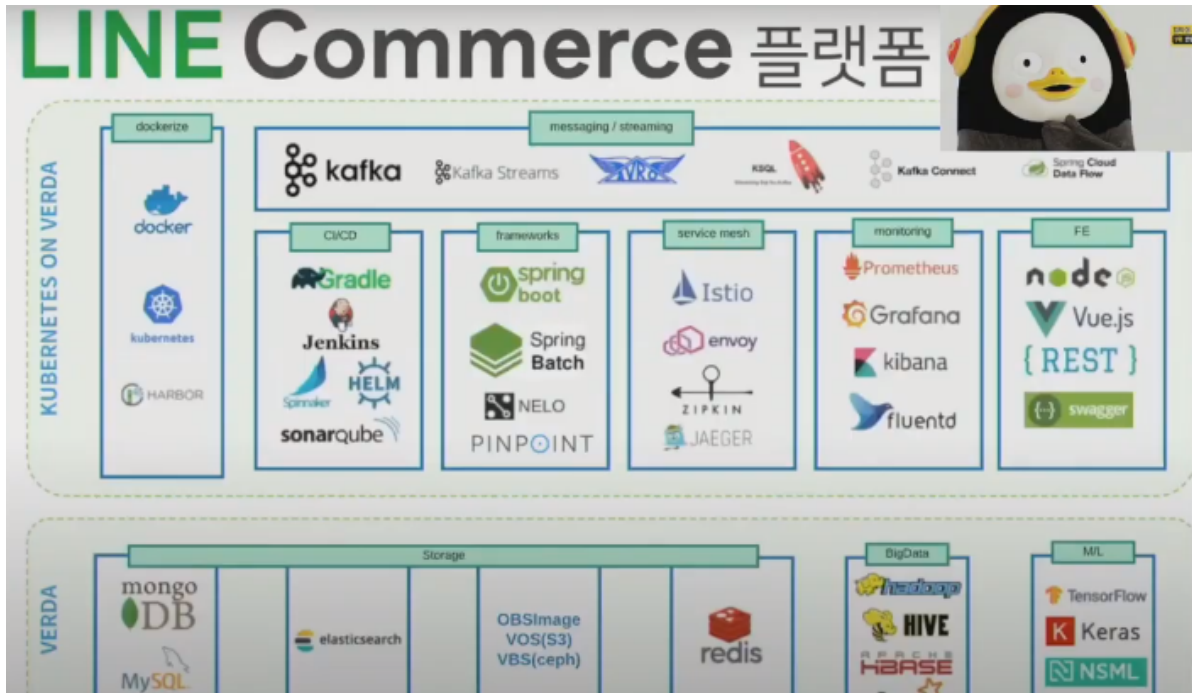 LINE Commerce 플랫폼
KUBERNETES ON VERDA
dockerize
docker
kubernetes
HARBOR
messaging / streaming
kafka
Kafka Streams
AVRO
KSQL
Kafka Connect
Spring Cloud
Data Flow
CI/CD
Gradle
Jenkins
Spinnaker
HELM
sonarqube
frameworks
spring
boot
Spring
Batch
NELO
PINPOINT
service mesh
Istio
envoy
ZIPKIN
JAEGER
monitoring
Prometheus
Grafana
kibana
fluentd
FE
node
JS
Vue.js
{ REST }
{···} swagger
VERDA
Storage
mongo
DB
MySQL
elasticsearch
OBSImage
VOS(S3)
VBS(ceph)
redis
BigData
hadoop
HIVE
APACHE
HBASE
M/L
TensorFlow
K Keras
NSML